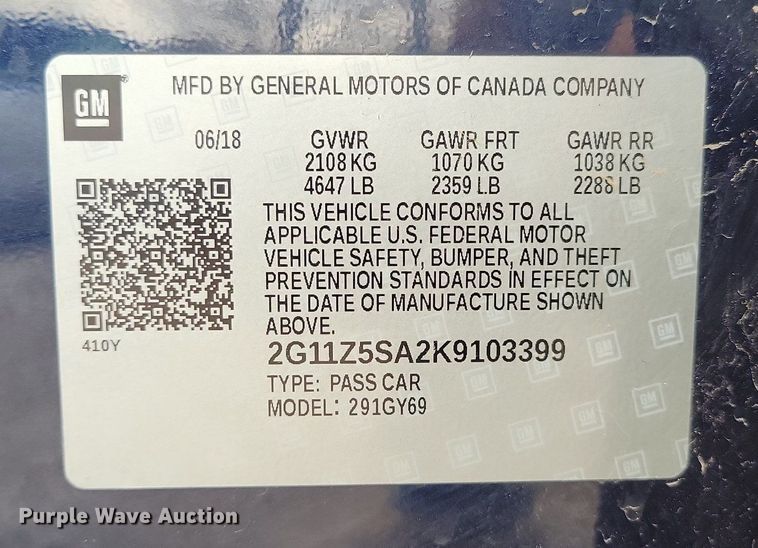 GM
MFD BY GENERAL MOTORS OF CANADA COMPANY
06/18 GVWR GAWR FRT GAWR RR
2108 KG 1070 KG 1038 KG
4647 LB 2359 LB 2288 LB
THIS VEHICLE CONFORMS TO ALL
APPLICABLE U.S. FEDERAL MOTOR
VEHICLE SAFETY, BUMPER, AND THEFT
PREVENTION STANDARDS IN EFFECT ON
THE DATE OF MANUFACTURE SHOWN
ABOVE.
410Y
2G11Z5SA2K9103399
TYPE: PASS CAR
MODEL: 291GY69
Purple Wave Auction